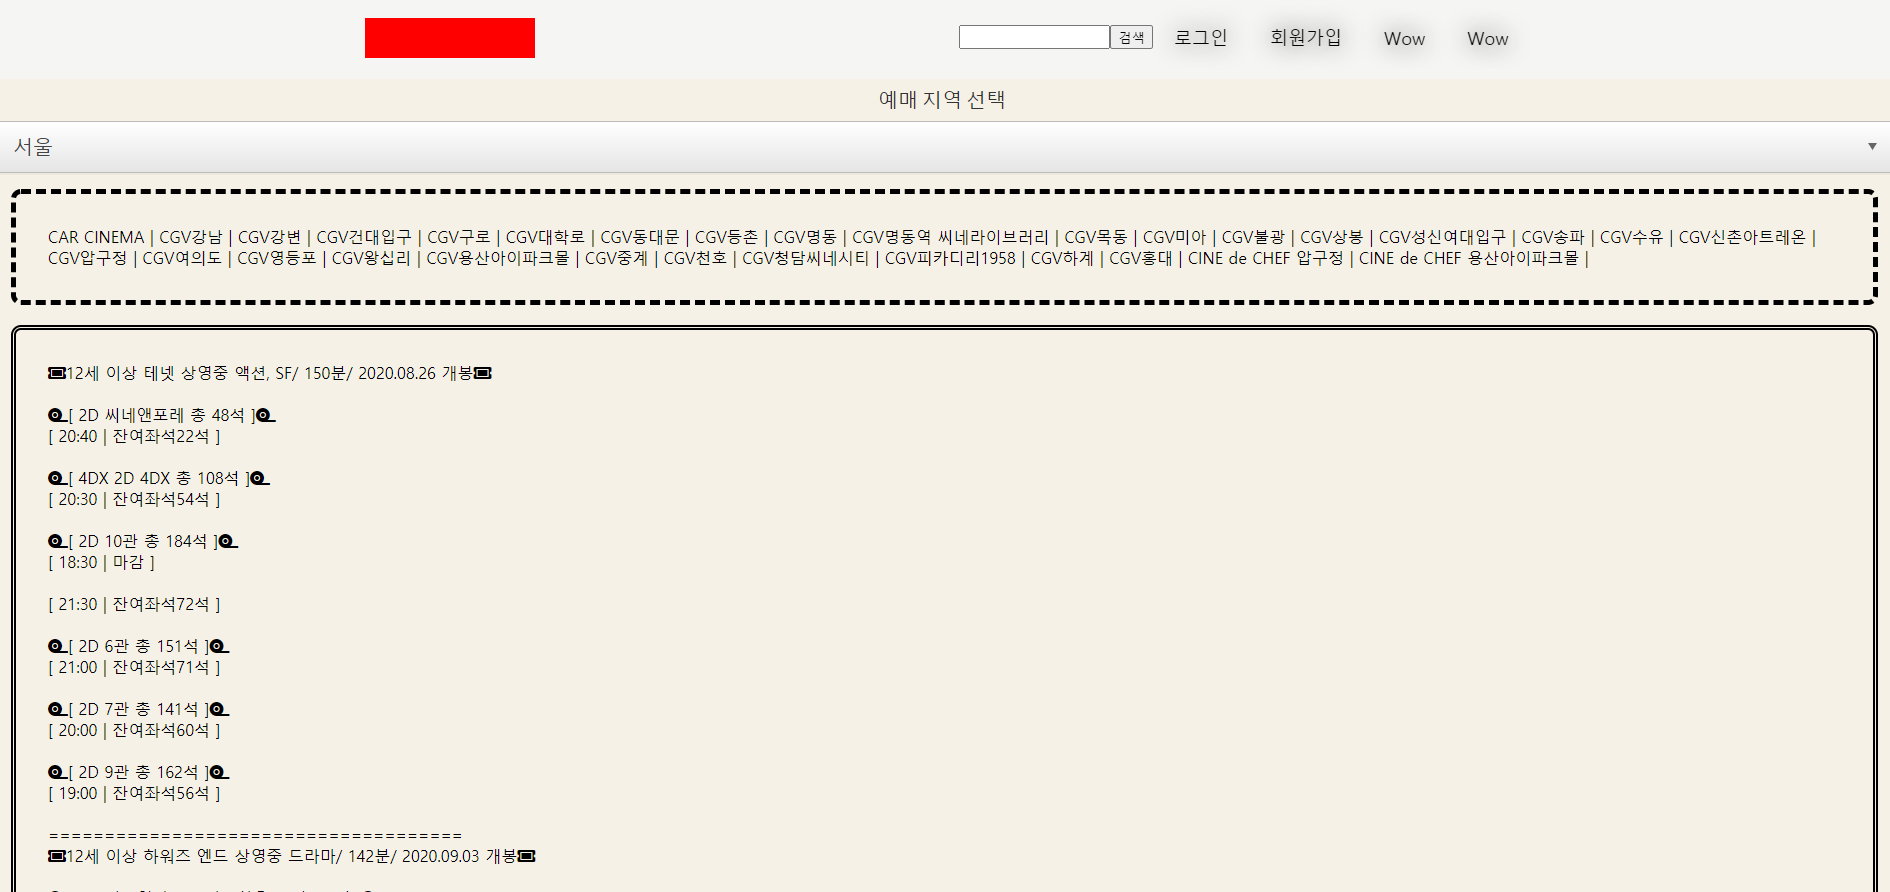 검색 로그인 회원가입 Wow Wow
예매 지역 선택
서울
CAR CINEMA | CGV강남 | CGV강변 | CGV건대입구 | CGV구로 | CGV대학로 | CGV동대문 | CGV등촌 | CGV명동 | CGV명동역 씨네라이브러리 | CGV목동 | CGV미아 | CGV불광 | CGV상봉 | CGV성신여대입구 | CGV송파 | CGV수유 | CGV신촌아트레온 |
CGV압구정 | CGV여의도 | CGV영등포 | CGV왕십리 | CGV용산아이파크몰 | CGV중계 | CGV천호 | CGV청담씨네시티 | CGV피카디리1958 | CGV하계 | CGV홍대 | CINE de CHEF 압구정 | CINE de CHEF 용산아이파크몰 |
12세 이상 테넷 상영중 액션, SF/ 150분/ 2020.08.26 개봉
[ 2D 씨네앤포레 총 48석 ]
[ 20:40 | 잔여좌석22석 ]
[ 4DX 2D 4DX 총 108석 ]
[ 20:30 | 잔여좌석54석 ]
[ 2D 10관 총 184석 ]
[ 18:30 | 마감 ]
[ 21:30 | 잔여좌석72석 ]
[ 2D 6관 총 151석 ]
[ 21:00 | 잔여좌석71석 ]
[ 2D 7관 총 141석 ]
[ 20:00 | 잔여좌석60석 ]
[ 2D 9관 총 162석 ]
[ 19:00 | 잔여좌석56석 ]
=====================================
12세 이상 하워즈 엔드 상영중 드라마/ 142분/ 2020.09.03 개봉